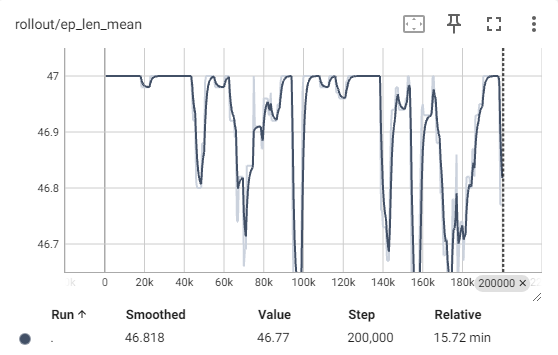 rollout/ep_len_mean
47
46.9
46.8
46.7
0 20k 40k 60k 80k 100k 120k 140k 160k 180k 200000 ×
Run ↑ Smoothed Value Step Relative
. 46.818 46.77 200,000 15.72 min